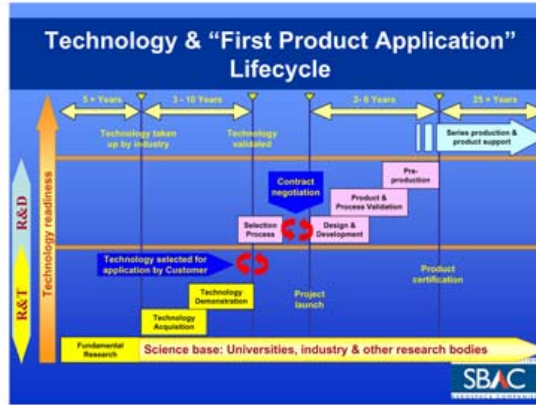 Technology & “First Product Application”
Lifecycle
5 + Years
3 - 10 Years
2- 6 Years
25 + Years
Technology taken
up by industry
Technology
validated
Series production &
product support
Pre-
production
Contract
negotiation
Product &
Process Validation
Selection
Process
Design &
Development
Technology selected for
application by Customer
Technology
Demonstration
Project
launch
Product
certification
Technology
Acquisition
Fundamental
Research
Science base: Universities, industry & other research bodies
R&D
R&T
Technology readiness
SBAC
AEROSPACE COMPANIES